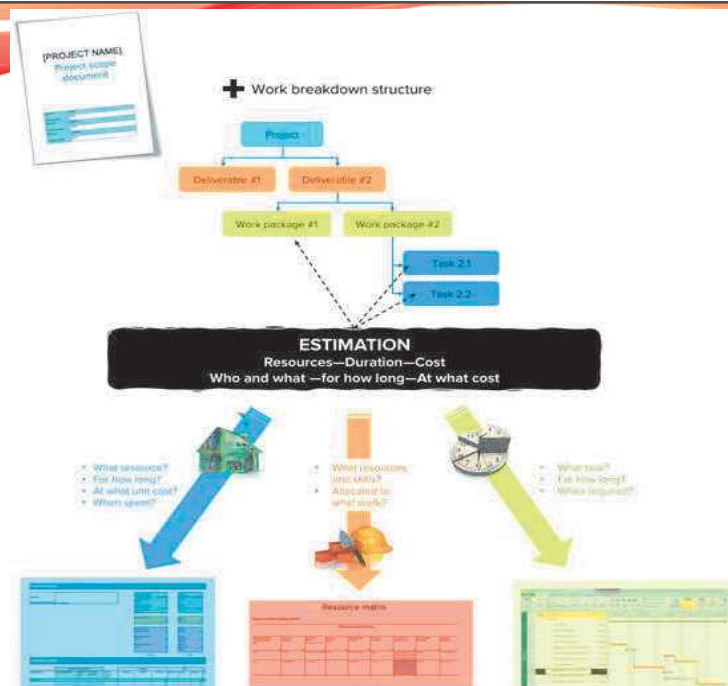 [PROJECT NAME]
Project scope
document
Work breakdown structure
Project
Deliverable #1
Deliverable #2
Work package #1
Work package #2
Task 2.1
Task 2.2
ESTIMATION
Resources—Duration—Cost
Who and what —for how long—At what cost
• What resource?
• For how long?
• At what unit cost?
• When spent?
• What resources
and skills?
• Allocated to
what work?
• What task?
• For how long?
• When required?
Resource matrix